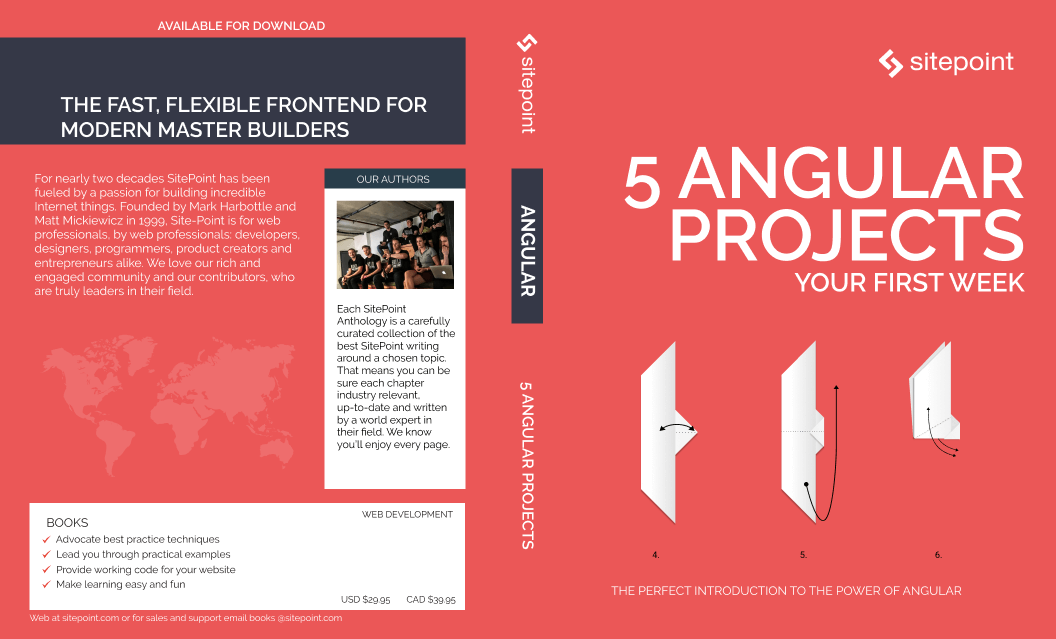 AVAILABLE FOR DOWNLOAD
THE FAST, FLEXIBLE FRONTEND FOR
MODERN MASTER BUILDERS
For nearly two decades SitePoint has been
fueled by a passion for building incredible
Internet things. Founded by Mark Harbottle and
Matt Mickiewicz in 1999, Site-Point is for web
professionals, by web professionals: developers,
designers, programmers, product creators and
entrepreneurs alike. We love our rich and
engaged community and our contributors, who
are truly leaders in their field.
OUR AUTHORS
Each SitePoint
Anthology is a carefully
curated collection of the
best SitePoint writing
around a chosen topic.
That means you can be
sure each chapter
industry relevant,
up-to-date and written
by a world expert in
their field. We know
you'll enjoy every page.
BOOKS
WEB DEVELOPMENT
Advocate best practice techniques
Lead you through practical examples
Provide working code for your website
Make learning easy and fun
USD $29.95 CAD $39.95
Web at sitepoint.com or for sales and support email books @sitepoint.com
sitepoint
ANGULAR
5 ANGULAR PROJECTS
sitepoint
5 ANGULAR
PROJECTS
YOUR FIRST WEEK
4. 5. 6.
THE PERFECT INTRODUCTION TO THE POWER OF ANGULAR